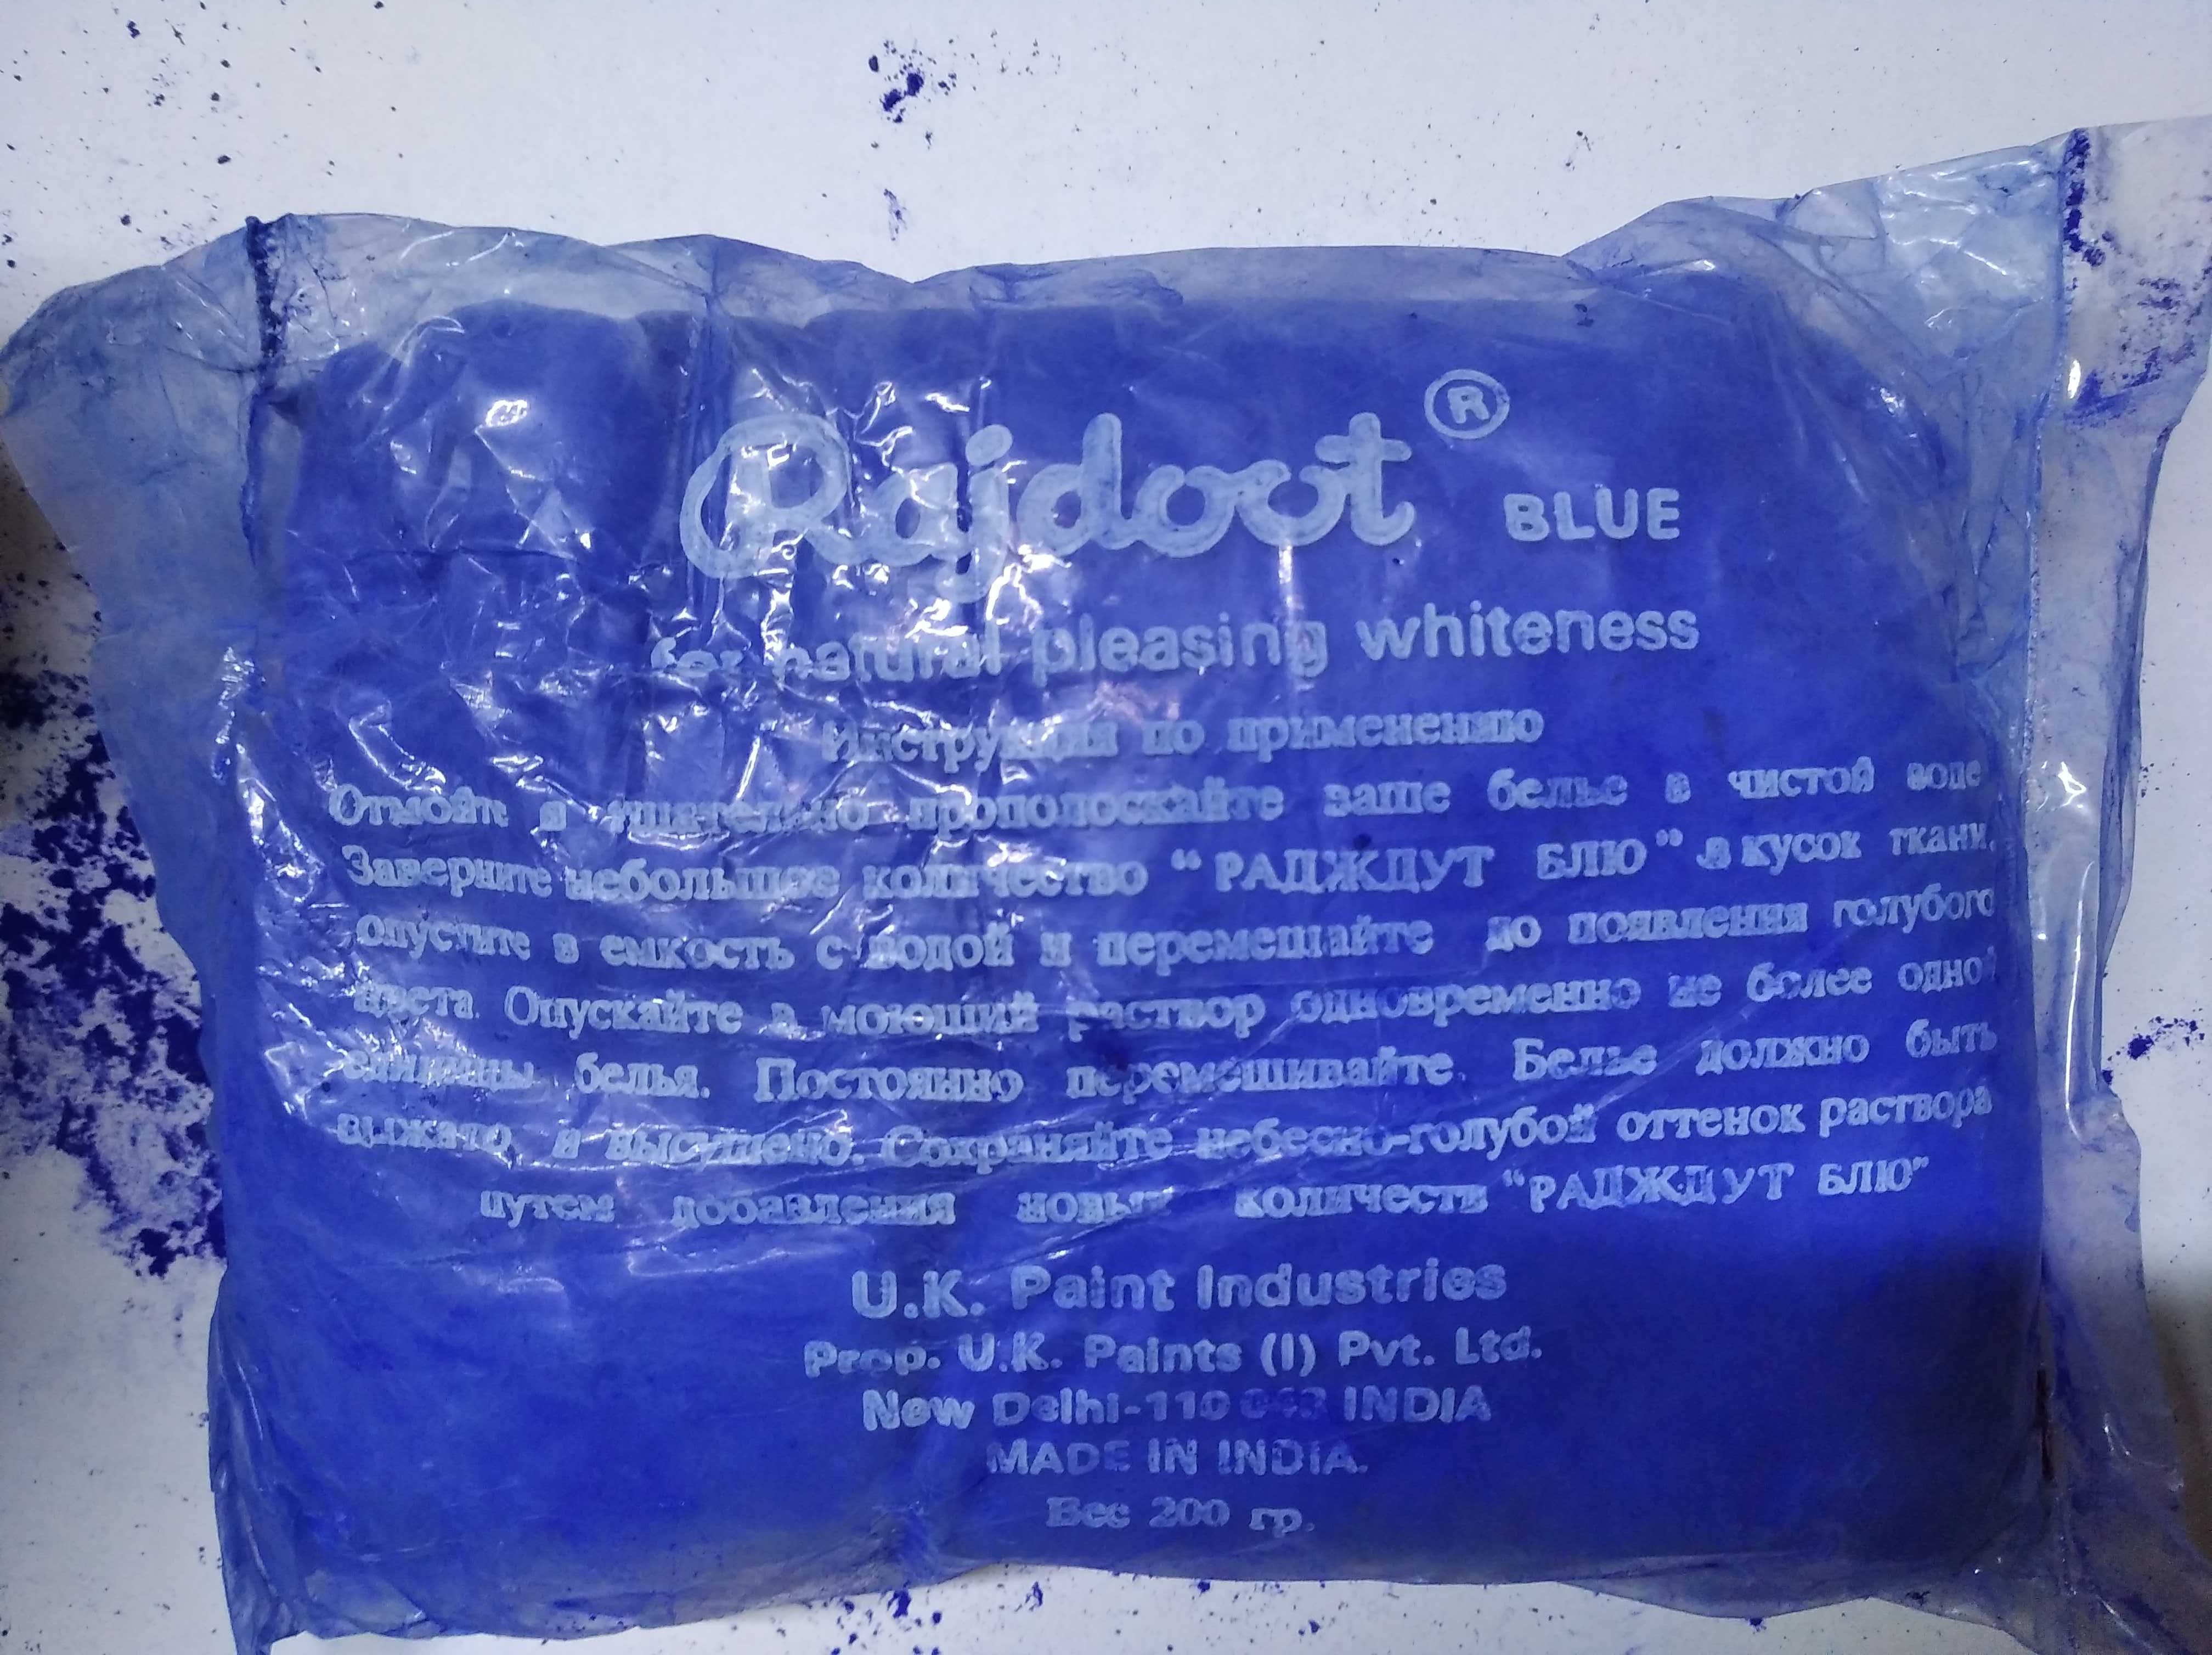 Rajdoot ® BLUE
for natural pleasing whiteness
Инструкция по применению
Отмойте и тщательно прополоскайте ваше белье в чистой воде
Заверните небольшое количество "РАДЖДУТ БЛЮ" в кусок ткани,
опустите в емкость с водой и перемешайте до появления голубого
цвета. Опускайте в моющий раствор одновременно не более одной
единицы белья. Постоянно перемешивайте. Белье должно быть
выжато, и высушено. Сохраняйте небесно-голубой оттенок раствора
путем добавления новых количеств "РАДЖДУТ БЛЮ"
U.K. Paint Industries
Prop. U.K. Paints (I) Pvt. Ltd.
New Delhi-110 INDIA
MADE IN INDIA.
Вес 200 гр.